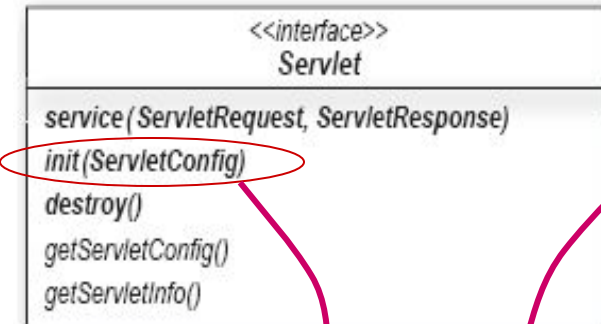 <<interface>>
Servlet
service(ServletRequest, ServletResponse)
init(ServletConfig)
destroy()
getServletConfig()
getServletInfo()